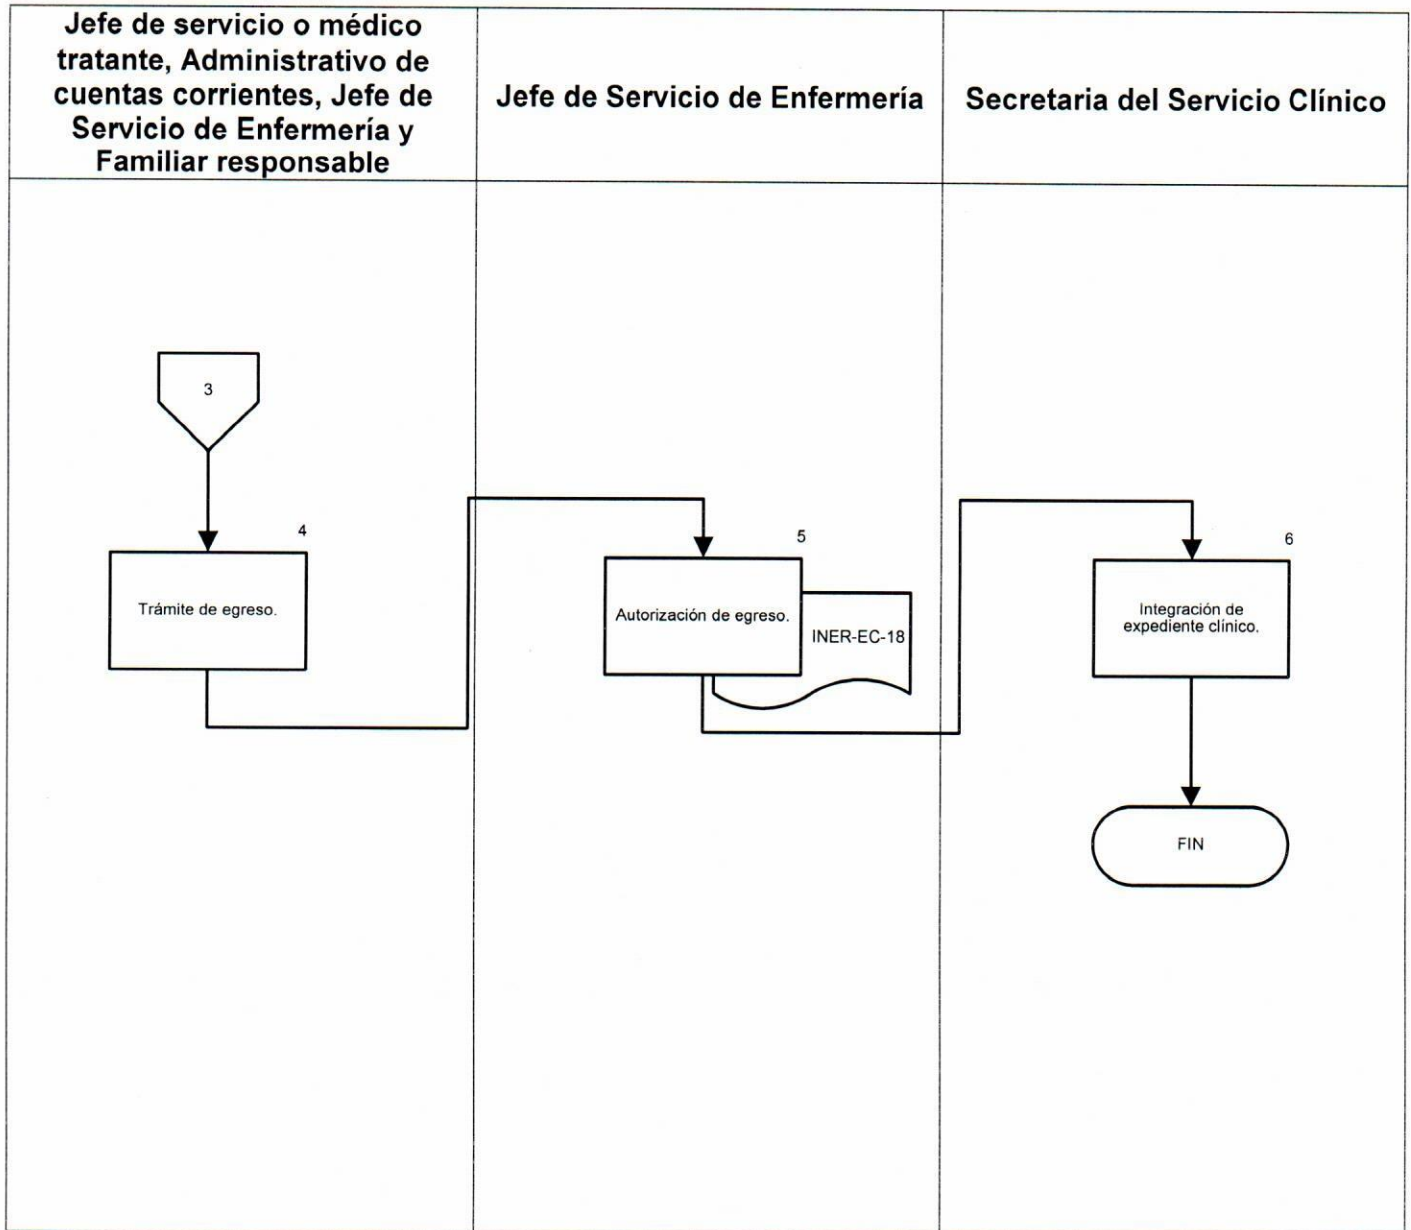 Jefe de servicio o médico
tratante, Administrativo de
cuentas corrientes, Jefe de
Servicio de Enfermería y
Familiar responsable
Jefe de Servicio de Enfermería
Secretaria del Servicio Clínico
3
4
Trámite de egreso.
5
Autorización de egreso.
INER-EC-18
6
Integración de
expediente clínico.
FIN